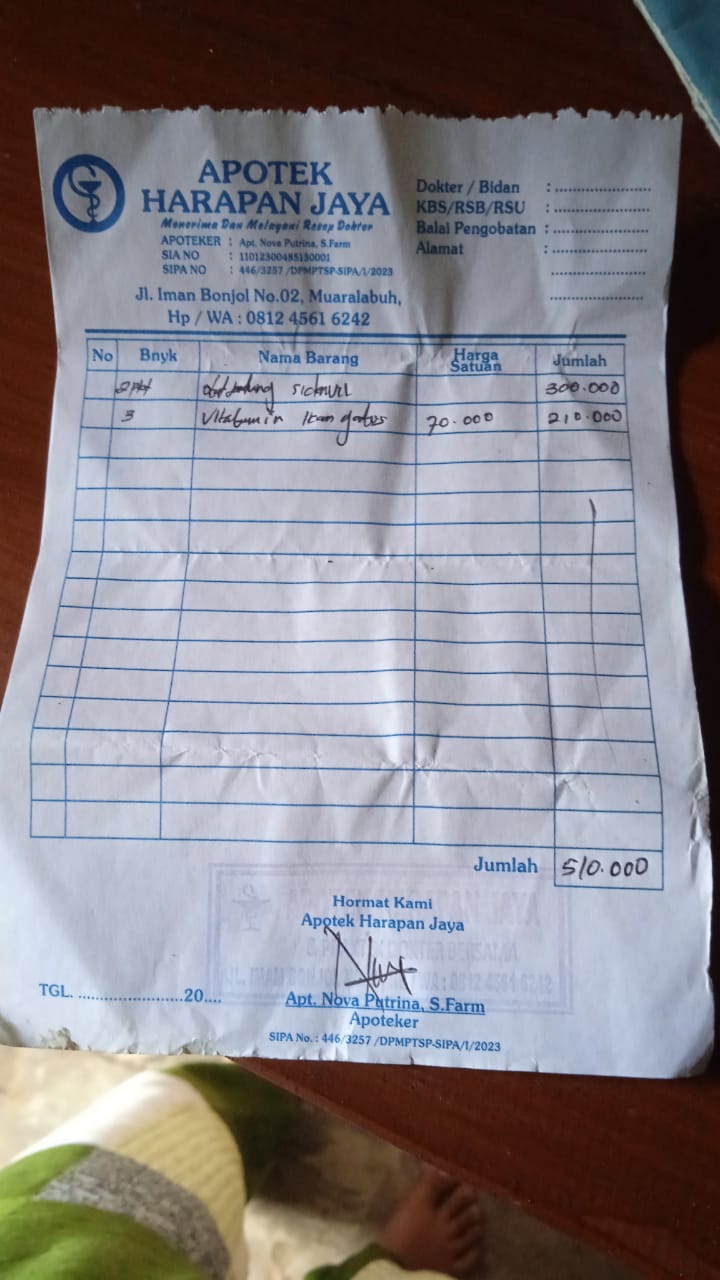 APOTEK
HARAPAN JAYA
Menerima Dan Melayani Resep Dokter
APOTEKER : Apt. Nova Putrina, S.Farm
SIA NO : 11012300485130001
SIPA NO : 446/3257 /DPMPTSP-SIPA/1/2023
Jl. Iman Bonjol No.02, Muaralabuh,
Hp / WA : 0812 4561 6242
Dokter / Bidan : ......................
KBS/RSB/RSU : ......................
Balai Pengobatan : ......................
Alamat : ......................
......................
......................
No Bnyk Nama Barang Harga Satuan Jumlah
300.000
3 Vitamin Ikan gabus 70.000 210.000
Jumlah 510.000
Hormat Kami
Apotek Harapan Jaya
TGL. ........................20....
Apt. Nova Putrina, S.Farm
Apoteker
SIPA No. : 446/3257 /DPMPTSP-SIPA/1/2023